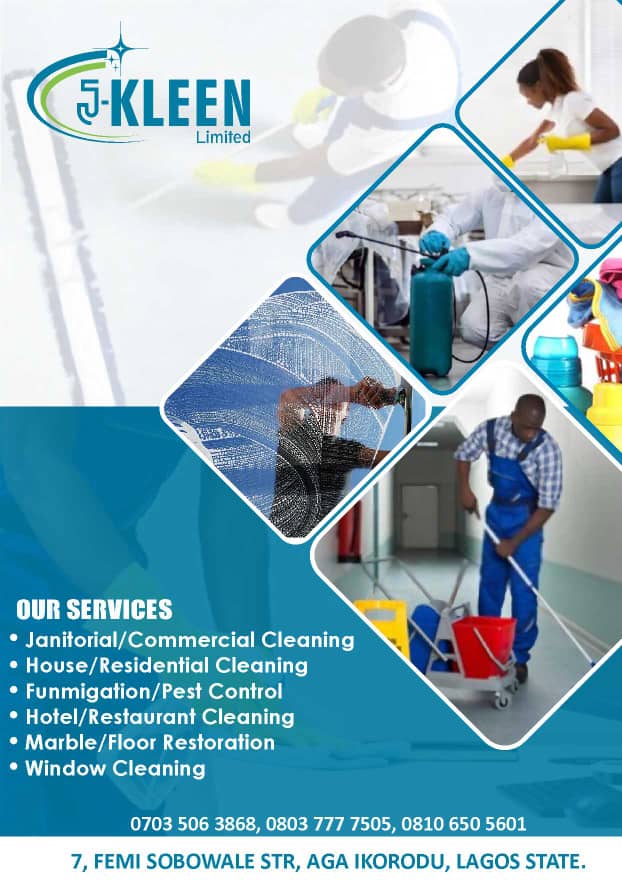 5J-KLEEN
Limited
OUR SERVICES
• Janitorial/Commercial Cleaning
• House/Residential Cleaning
• Funmigation/Pest Control
• Hotel/Restaurant Cleaning
• Marble/Floor Restoration
• Window Cleaning
0703 506 3868, 0803 777 7505, 0810 650 5601
7, FEMI SOBOWALE STR, AGA IKORODU, LAGOS STATE.